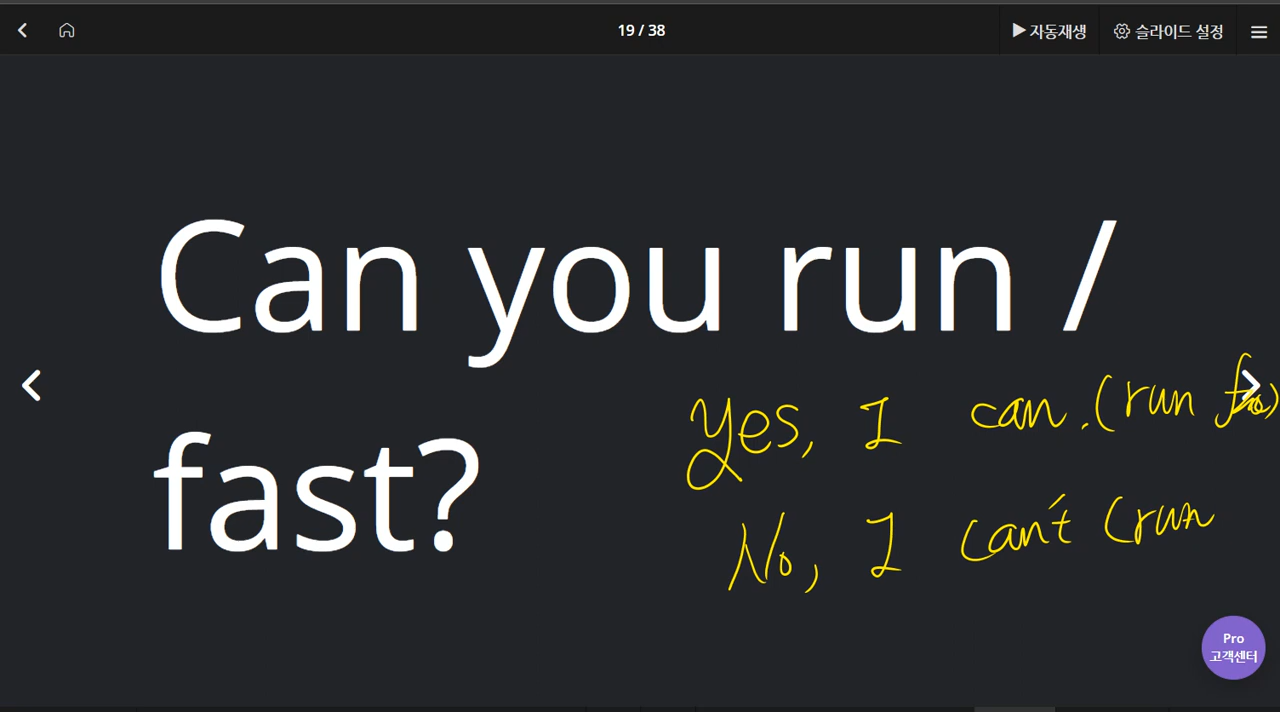 19 / 38
▶자동재생
슬라이드 설정
Can you run /
fast?
Yes, I can. (run
No, I can't (run
Pro
고객센터